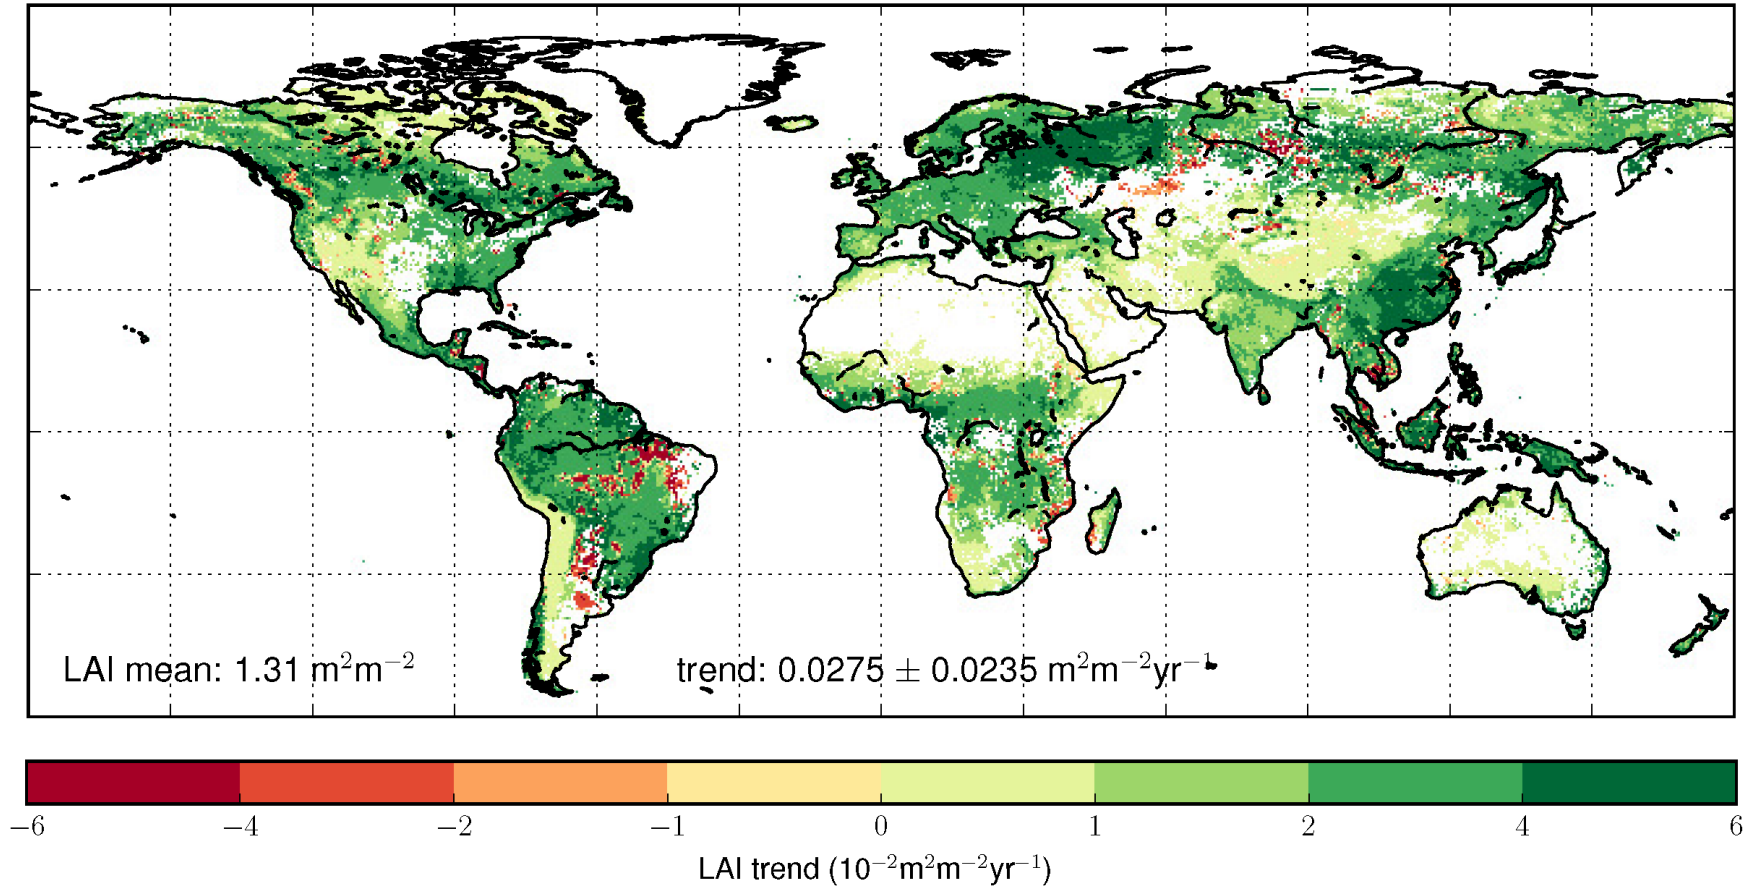 LAI mean: 1.31 m²m⁻²
trend: 0.0275 ± 0.0235 m²m⁻²yr⁻¹
−6 −4 −2 −1 0 1 2 4 6
LAI trend (10⁻²m²m⁻²yr⁻¹)